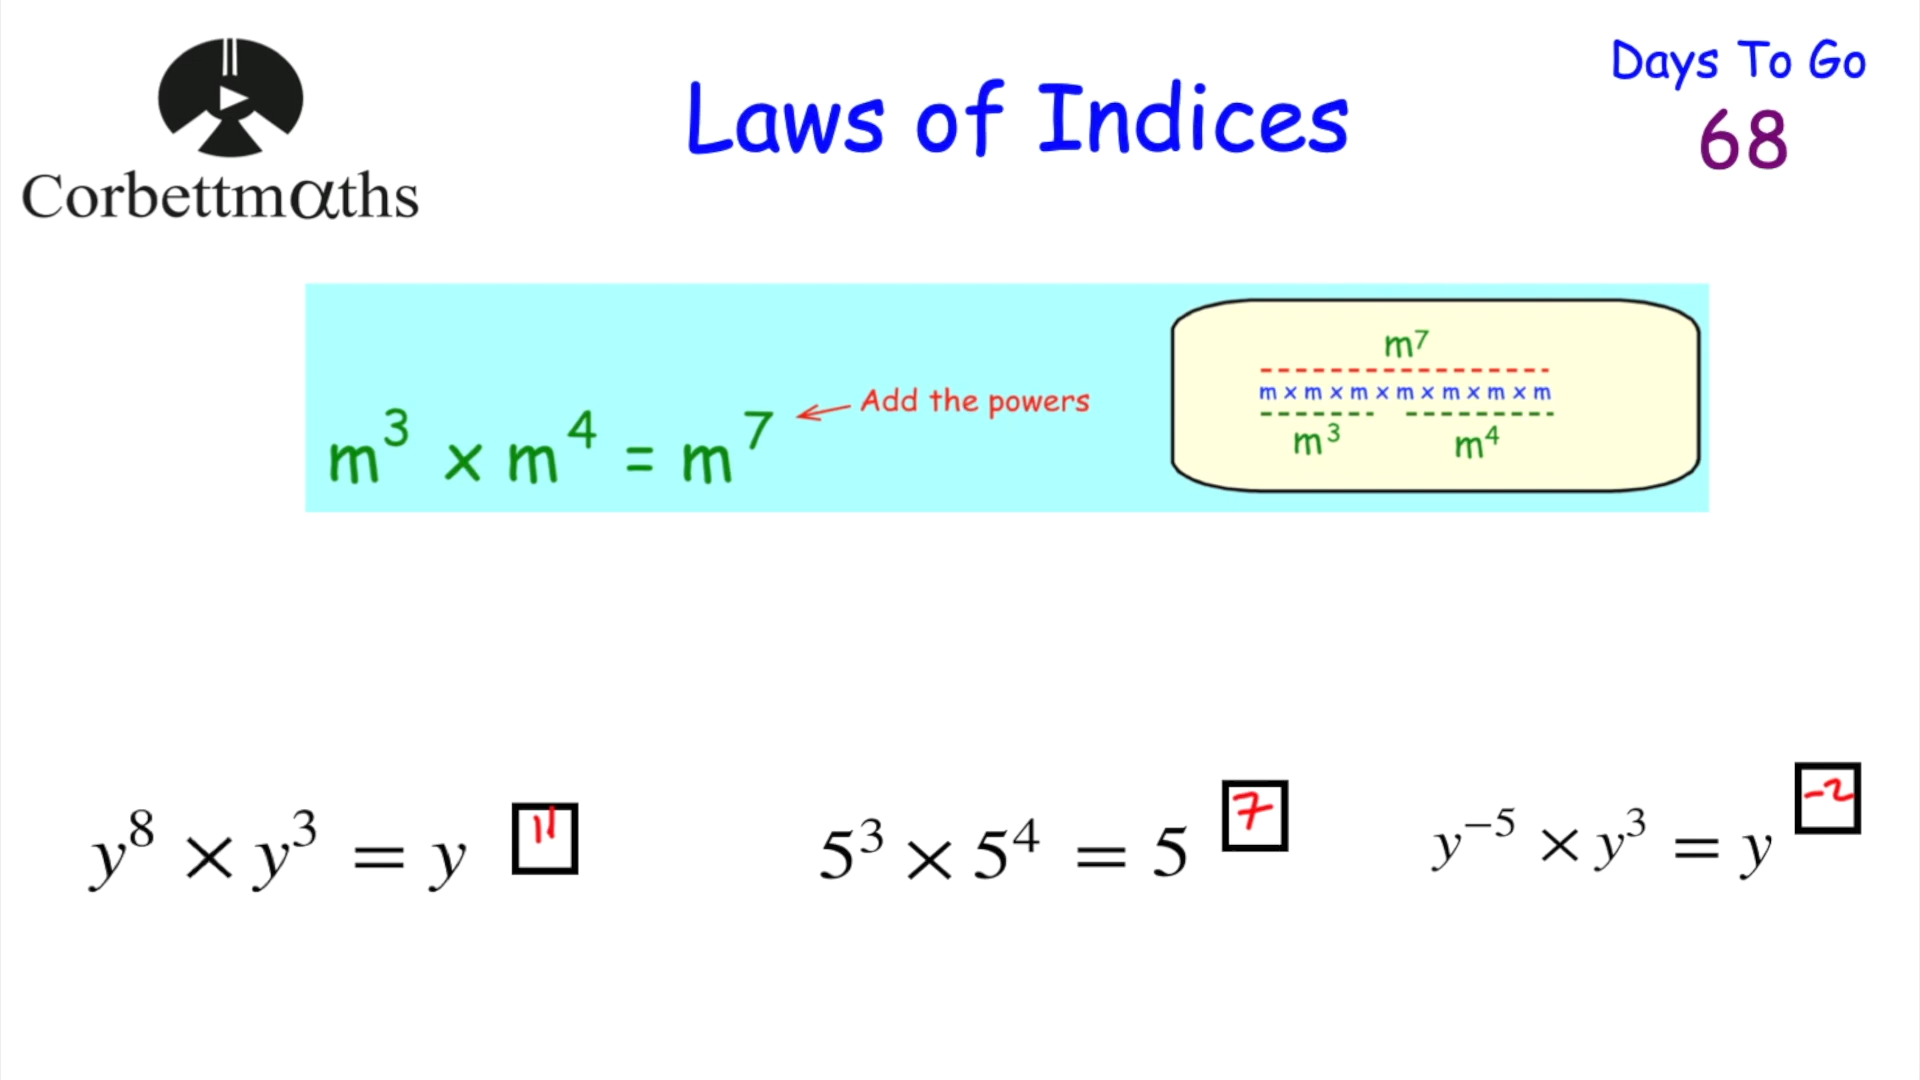 Corbettmαths
Laws of Indices
Days To Go
68
m³ × m⁴ = m⁷
Add the powers
m⁷
m × m × m × m × m × m × m
m³ m⁴
y⁸ × y³ = y 11
5³ × 5⁴ = 5 7
y⁻⁵ × y³ = y -2